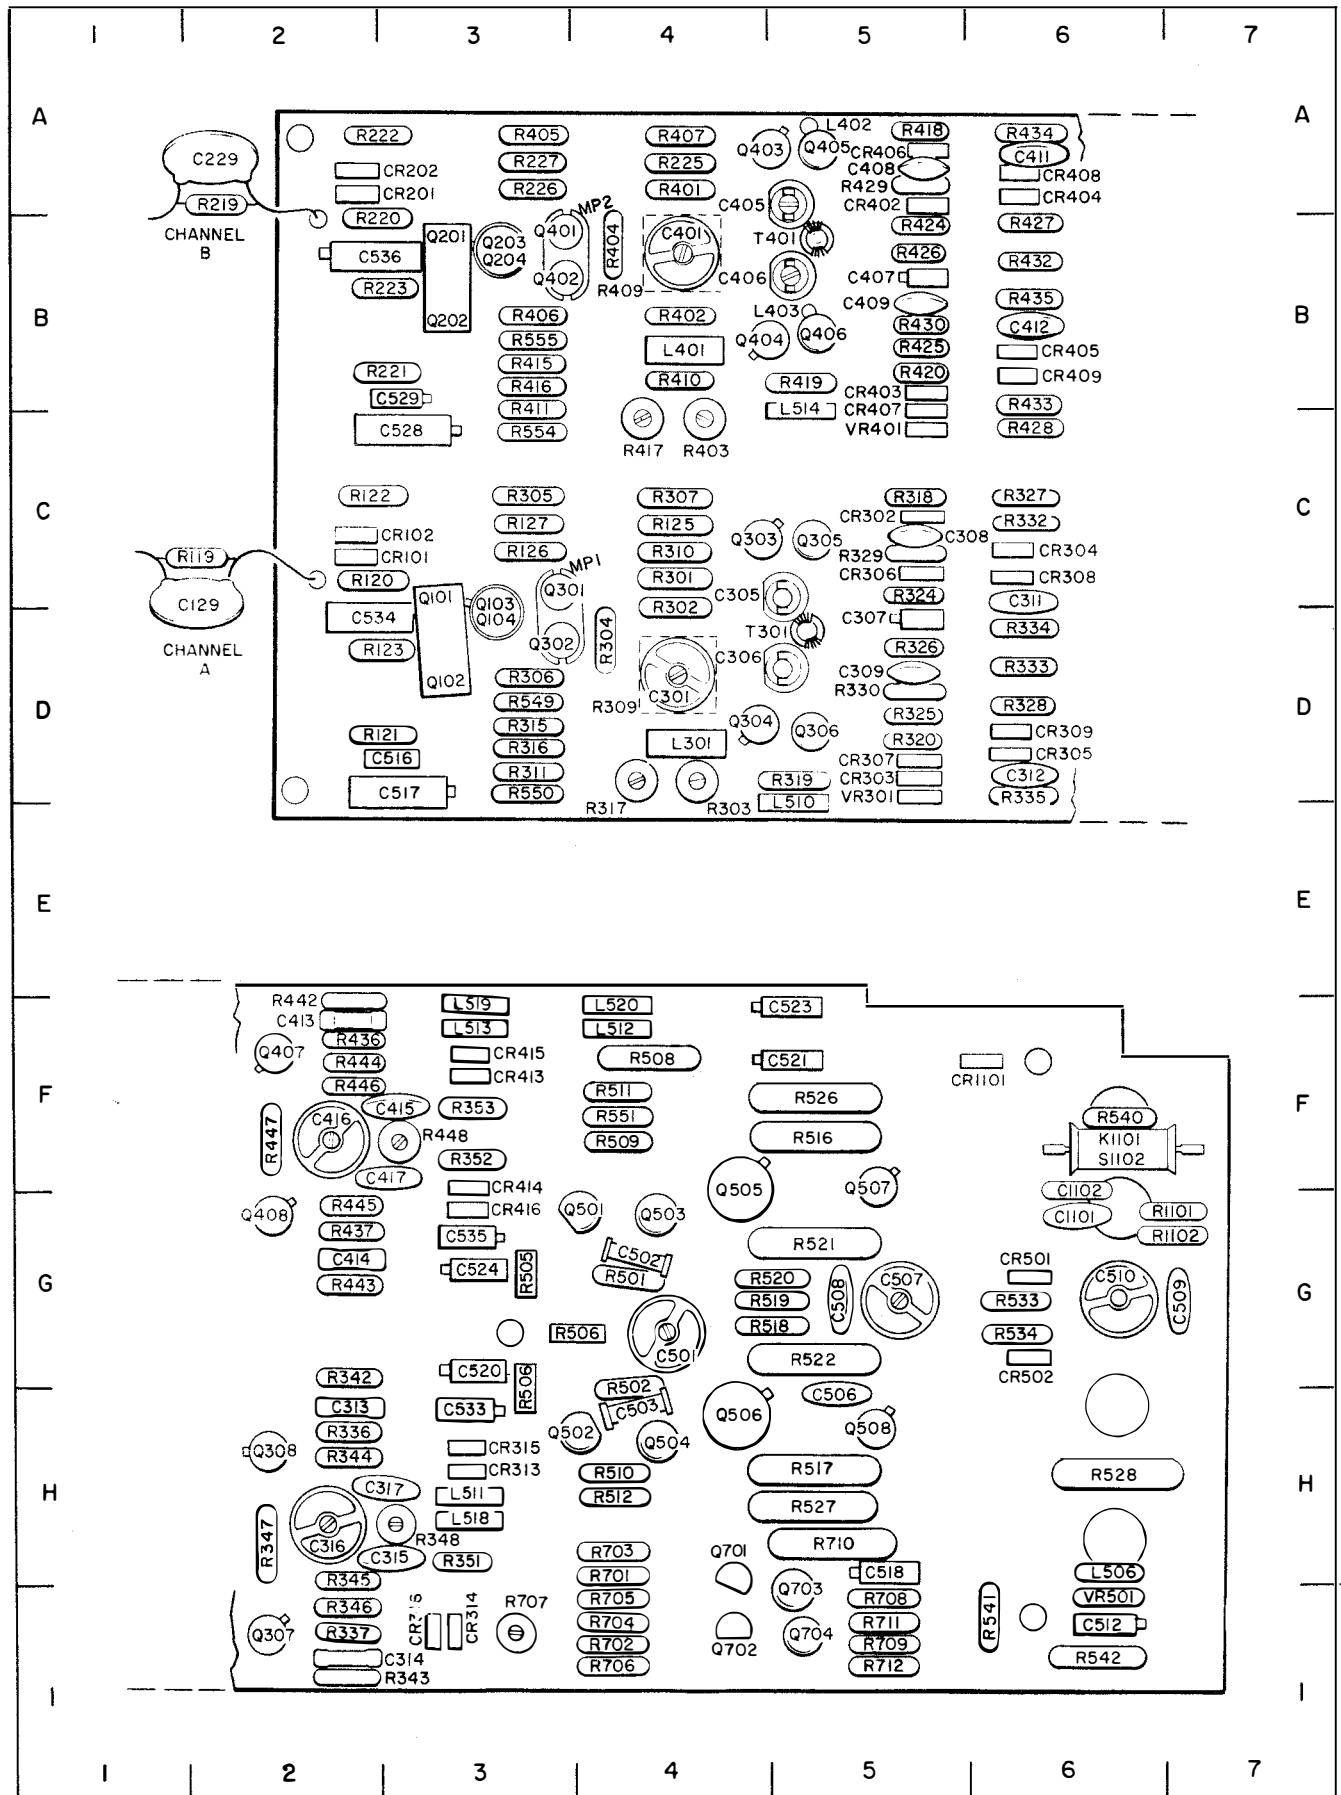 1 2 3 4 5 6 7
A A
R222 R405 R407 Q403 L402 Q405 R418 R434
C229 CR202 R227 R225 CR406 C411
C408 CR408
R219 CR201 R226 R401 R429 CR404
R220 MP2 C405 CR402
CHANNEL B
Q201 Q203 Q204 Q401 R404 C401 T401 R424 R427
C536 R426 R432
R223 Q402 R409 C406 C407
B B
Q202 R406 R402 L403 C409 R435
R555 L401 Q404 Q406 R430 C412
R415 R425 CR405
R221 R416 R410 R419 R420 CR409
C529 R411 L514 CR403 R433
C528 R554 CR407 R428
R417 R403 VR401
R122 R305 R307 R318 R327
C C
CR102 R127 R125 Q303 Q305 CR302 C308 R332
R119 CR101 R126 R310 R329 CR304
R120 MP1 R301 C305 CR306 CR308
C129 Q101 Q103 Q104 Q301 R302 R324 C311
C534 T301 C307 R334
CHANNEL A
R123 Q302 R304 C306 R326 R333
Q102 R306 C301 C309
R549 R309 R330 R328
D D
R315 Q304 Q306 R325 CR309
R121 R316 L301 R320 CR305
C516 R311 R319 CR307 C312
C517 R550 CR303 R335
R317 R303 L510 VR301
E E
R442 L519 L520 C523
C413 L513 L512
Q407 R436 CR415 R508 C521
R444 CR413 CR1101
R446 R511 R526
F F
C415 R353 R551 R540
R447 C416 R448 R509 R516 K1101
S1102
R352
C417 CR414 Q505 Q507 C1102
Q408 R445 CR416 Q501 Q503 C1101 R1101
R437 C535 R521 R1102
C414 C524 R505 C502 CR501
G G
R443 R501 R520 C508 C507 R533 C510 C509
R519
R506 C501 R518 R534
R522 CR502
R342 C520 R506 R502 C506
C313 C533 C503 Q506
R336 Q502 Q504 Q508
Q308 R344 CR315
CR313 R510 R517 R528
H H
C317 L511 R512 R527
R347 C316 R348 L518 R710
C315 R351 R703 Q701 C518 L506
R345 R701 Q703
R346 R707 R705 R708 VR501
Q307 R337 CR314 R704 Q702 Q704 R711 R541 C512
C314 R702 R709 R542
R343 R706 R712
I I
1 2 3 4 5 6 7